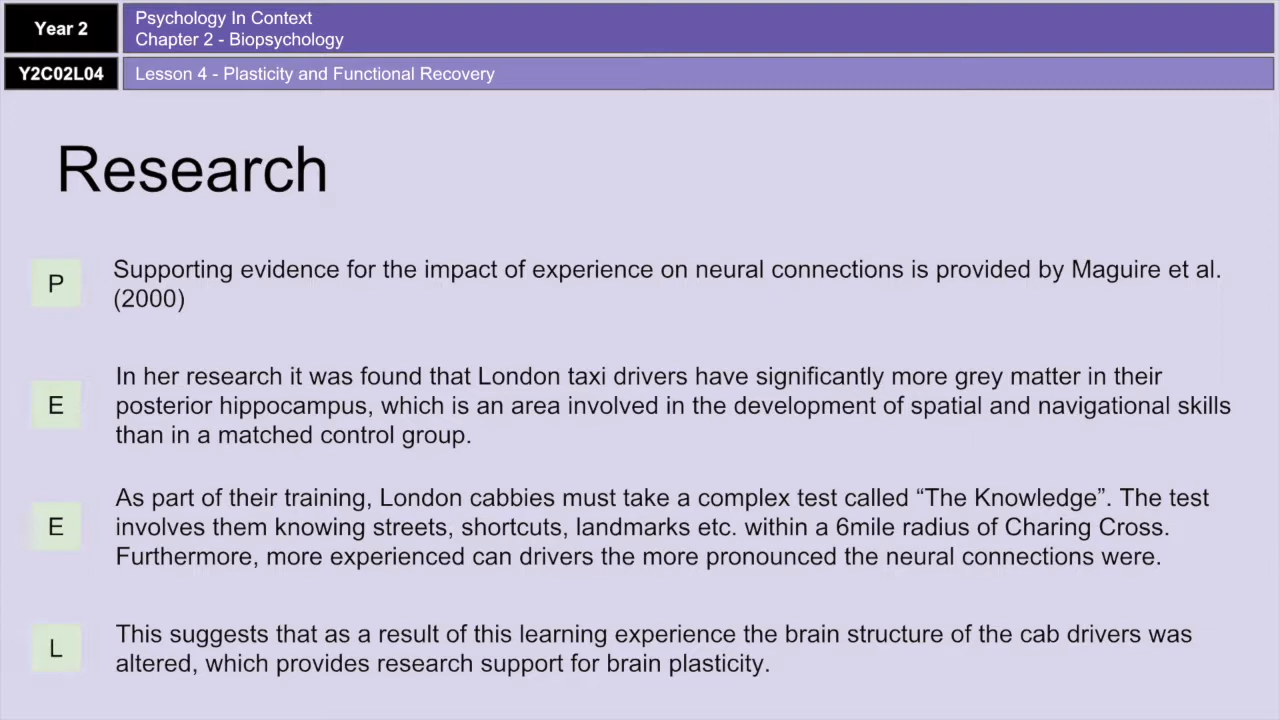 Year 2
Psychology In Context
Chapter 2 - Biopsychology
Y2C02L04
Lesson 4 - Plasticity and Functional Recovery
Research
P
Supporting evidence for the impact of experience on neural connections is provided by Maguire et al.
(2000)
E
In her research it was found that London taxi drivers have significantly more grey matter in their
posterior hippocampus, which is an area involved in the development of spatial and navigational skills
than in a matched control group.
E
As part of their training, London cabbies must take a complex test called “The Knowledge”. The test
involves them knowing streets, shortcuts, landmarks etc. within a 6mile radius of Charing Cross.
Furthermore, more experienced can drivers the more pronounced the neural connections were.
L
This suggests that as a result of this learning experience the brain structure of the cab drivers was
altered, which provides research support for brain plasticity.